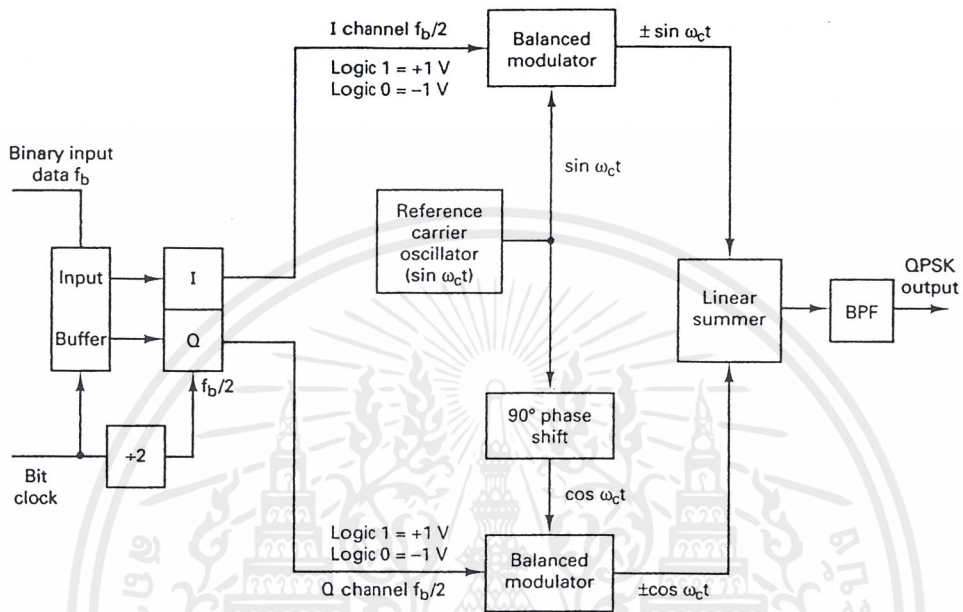 I channel f_b/2
Logic 1 = +1 V
Logic 0 = −1 V
Balanced
modulator
± sin ω_ct
Binary input
data f_b
sin ω_ct
Reference
carrier
oscillator
(sin ω_ct)
Input
Buffer
I
Q
f_b/2
÷2
Bit
clock
Linear
summer
BPF
QPSK
output
90° phase
shift
cos ω_ct
Logic 1 = +1 V
Logic 0 = −1 V
Q channel f_b/2
Balanced
modulator
±cos ω_ct